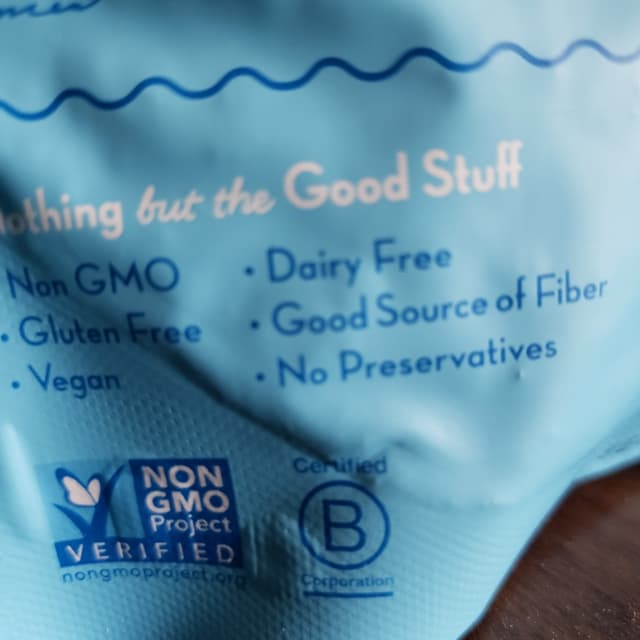 othing but the Good Stuff
Non GMO
• Gluten Free
• Vegan
• Dairy Free
• Good Source of Fiber
• No Preservatives
NON
GMO
Project
VERIFIED
nongmoproject.org
Certified
B
Corporation